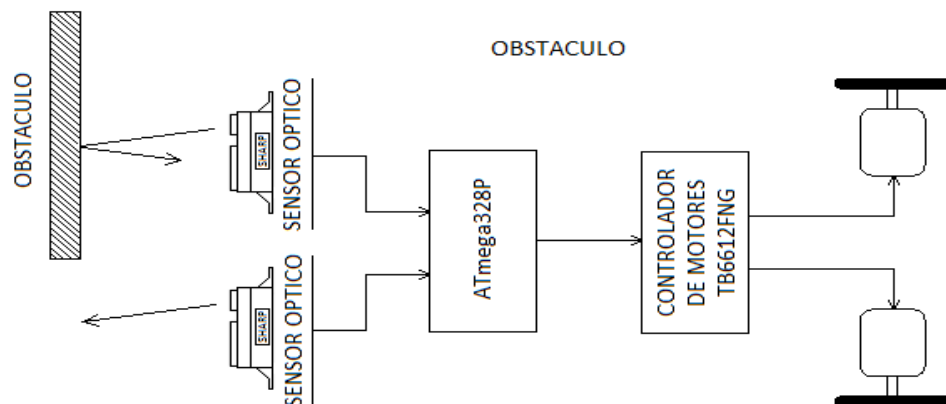 OBSTACULO
OBSTACULO
SHARP
SENSOR OPTICO
SHARP
SENSOR OPTICO
ATmega328P
CONTROLADOR
DE MOTORES
TB6612FNG